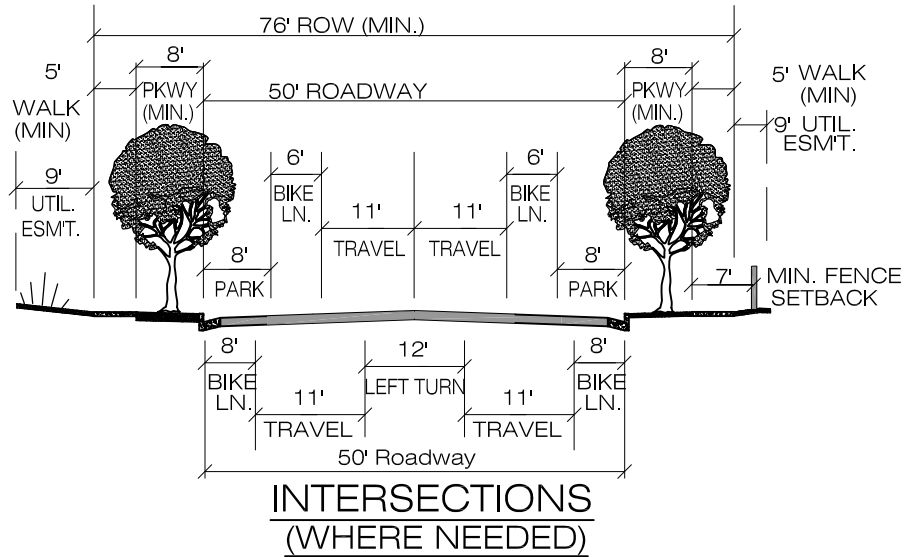 76' ROW (MIN.)
8'
8'
5'
WALK
(MIN)
PKWY
(MIN.)
50' ROADWAY
PKWY
(MIN.)
5' WALK
(MIN)
9' UTIL.
ESM'T.
9'
UTIL.
ESM'T.
6'
BIKE
LN.
6'
BIKE
LN.
11'
TRAVEL
11'
TRAVEL
8'
PARK
8'
PARK
7'
MIN. FENCE
SETBACK
8'
BIKE
LN.
12'
LEFT TURN
8'
BIKE
LN.
11'
TRAVEL
11'
TRAVEL
50' Roadway
INTERSECTIONS
(WHERE NEEDED)